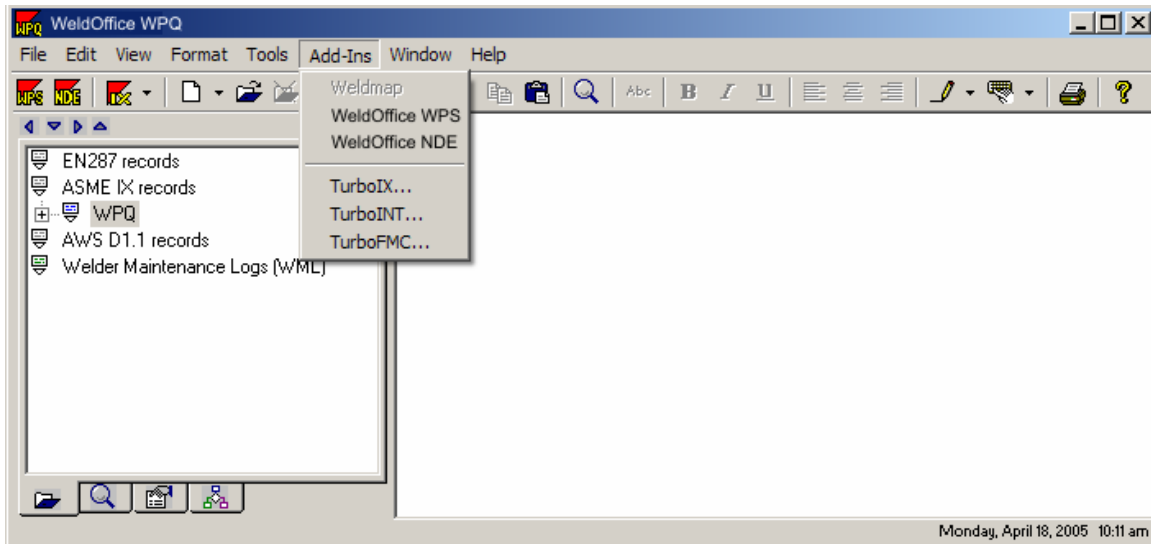 WPQ WeldOffice WPQ
File Edit View Format Tools Add-Ins Window Help
WPS NDE IX Abc B I U ?
Weldmap
WeldOffice WPS
WeldOffice NDE
TurboIX...
TurboINT...
TurboFMC...
EN287 records
ASME IX records
WPQ
AWS D1.1 records
Welder Maintenance Logs (WML)
Monday, April 18, 2005 10:11 am